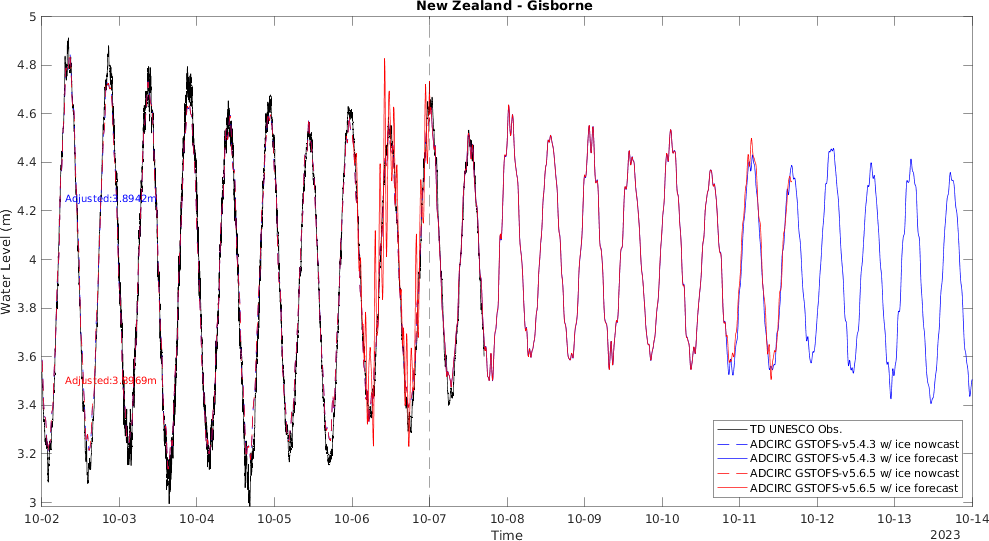 New Zealand - Gisborne
5
4.8
4.6
4.4
4.2
4
3.8
3.6
3.4
3.2
3
Water Level (m)
Adjusted:3.8942m
Adjusted:3.8969m
TD UNESCO Obs.
ADCIRC GSTOFS-v5.4.3 w/ ice nowcast
ADCIRC GSTOFS-v5.4.3 w/ ice forecast
ADCIRC GSTOFS-v5.6.5 w/ ice nowcast
ADCIRC GSTOFS-v5.6.5 w/ ice forecast
10-02 10-03 10-04 10-05 10-06 10-07 10-08 10-09 10-10 10-11 10-12 10-13 10-14
Time
2023